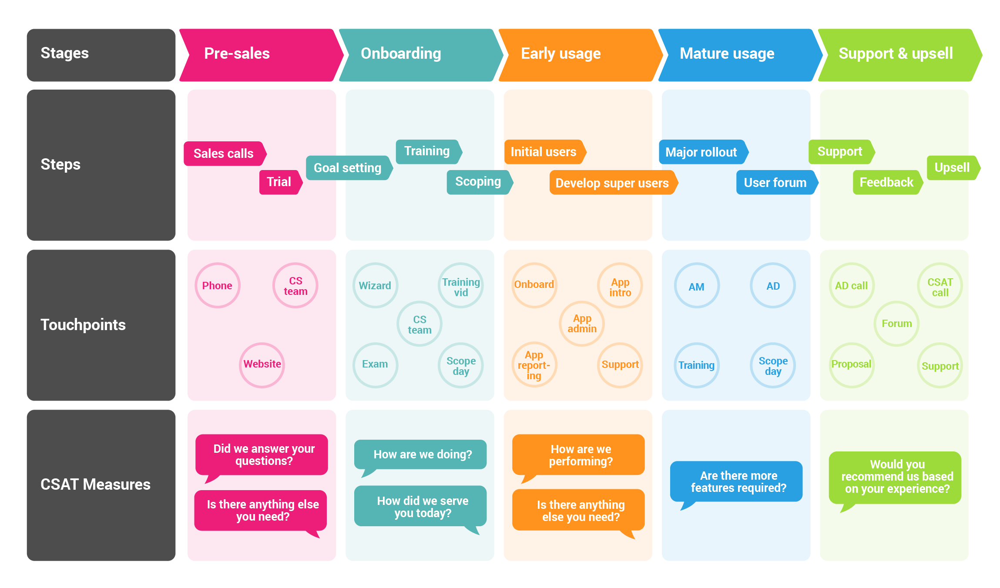 Stages
Pre-sales
Onboarding
Early usage
Mature usage
Support & upsell
Steps
Sales calls
Trial
Goal setting
Training
Scoping
Initial users
Develop super users
Major rollout
User forum
Support
Feedback
Upsell
Touchpoints
Phone
CS
team
Website
Wizard
Training
vid
CS
team
Exam
Scope
day
Onboard
App
intro
App
admin
App
report-
ing
Support
AM
AD
Training
Scope
day
AD call
CSAT
call
Forum
Proposal
Support
CSAT Measures
Did we answer your
questions?
Is there anything else
you need?
How are we doing?
How did we serve
you today?
How are we
performing?
Is there anything
else you need?
Are there more
features required?
Would you
recommend us based
on your experience?